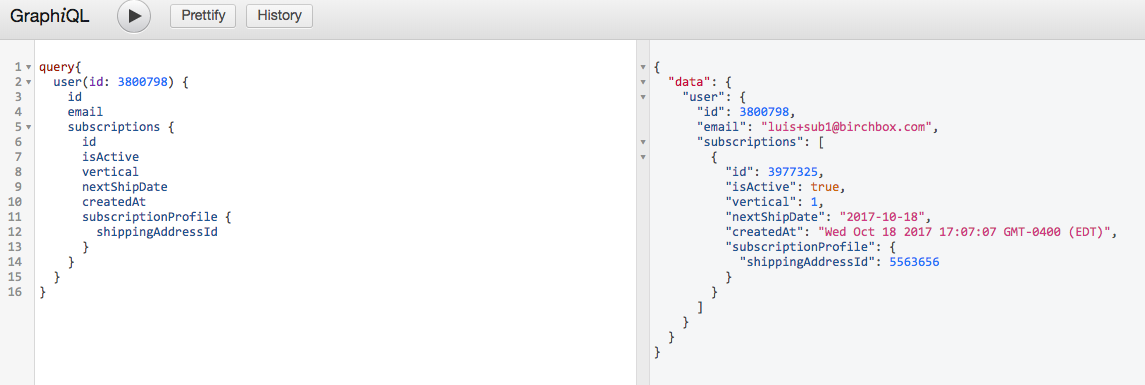 GraphiQL
Prettify
History
1 query{
2 user(id: 3800798) {
3 id
4 email
5 subscriptions {
6 id
7 isActive
8 vertical
9 nextShipDate
10 createdAt
11 subscriptionProfile {
12 shippingAddressId
13 }
14 }
15 }
16 }
{
"data": {
"user": {
"id": 3800798,
"email": "luis+sub1@birchbox.com",
"subscriptions": [
{
"id": 3977325,
"isActive": true,
"vertical": 1,
"nextShipDate": "2017-10-18",
"createdAt": "Wed Oct 18 2017 17:07:07 GMT-0400 (EDT)",
"subscriptionProfile": {
"shippingAddressId": 5563656
}
}
]
}
}
}